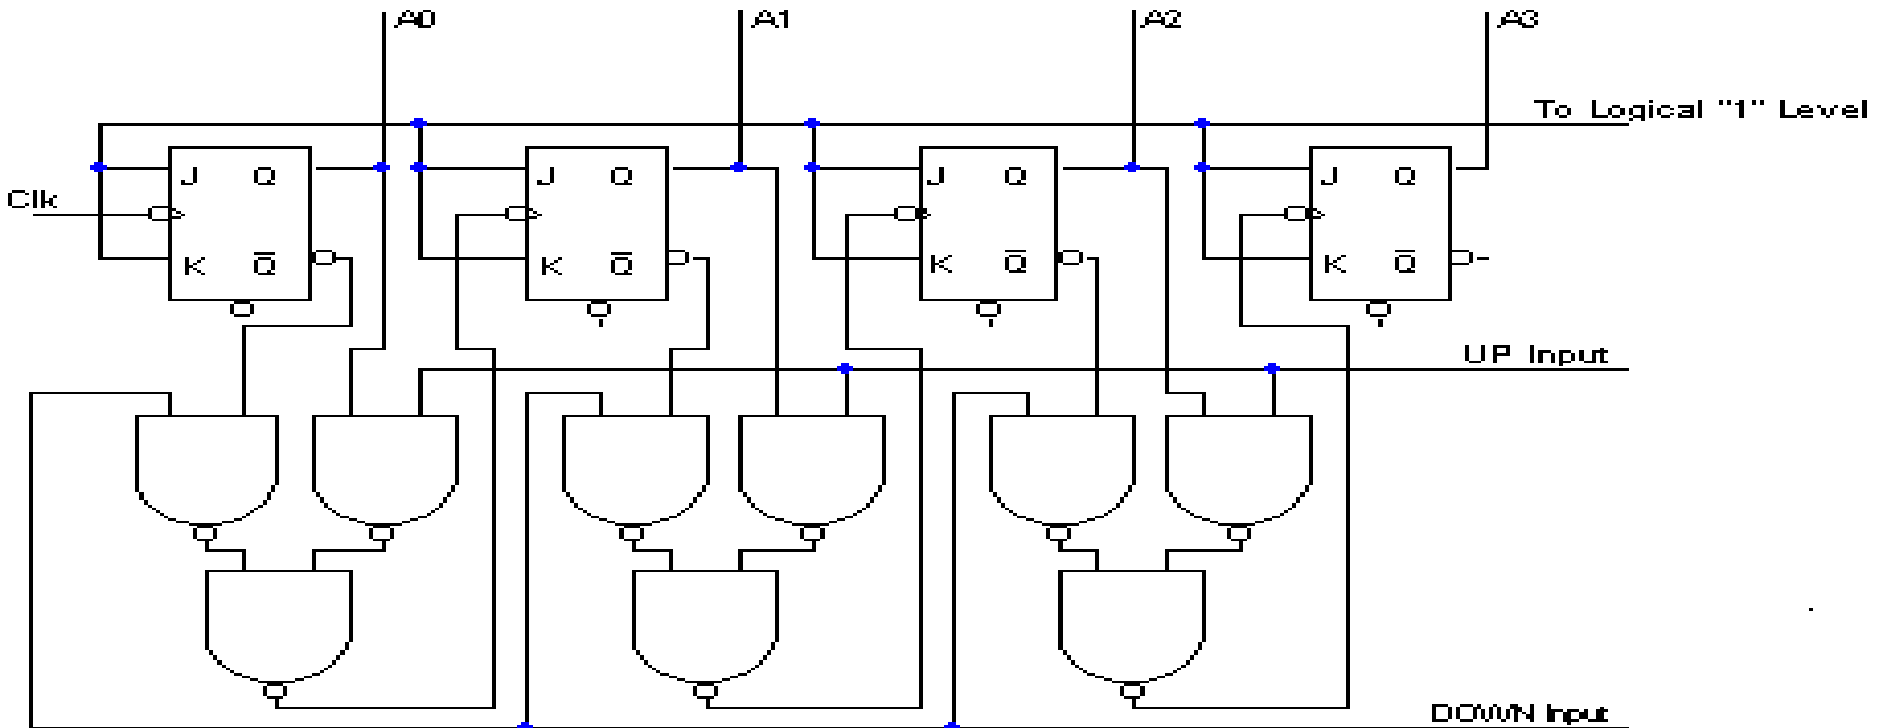 A0 A1 A2 A3
To Logical "1" Level
J Q J Q J Q J Q
Clk
K Q̅ K Q̅ K Q̅ K Q̅
UP Input
DOWN Input